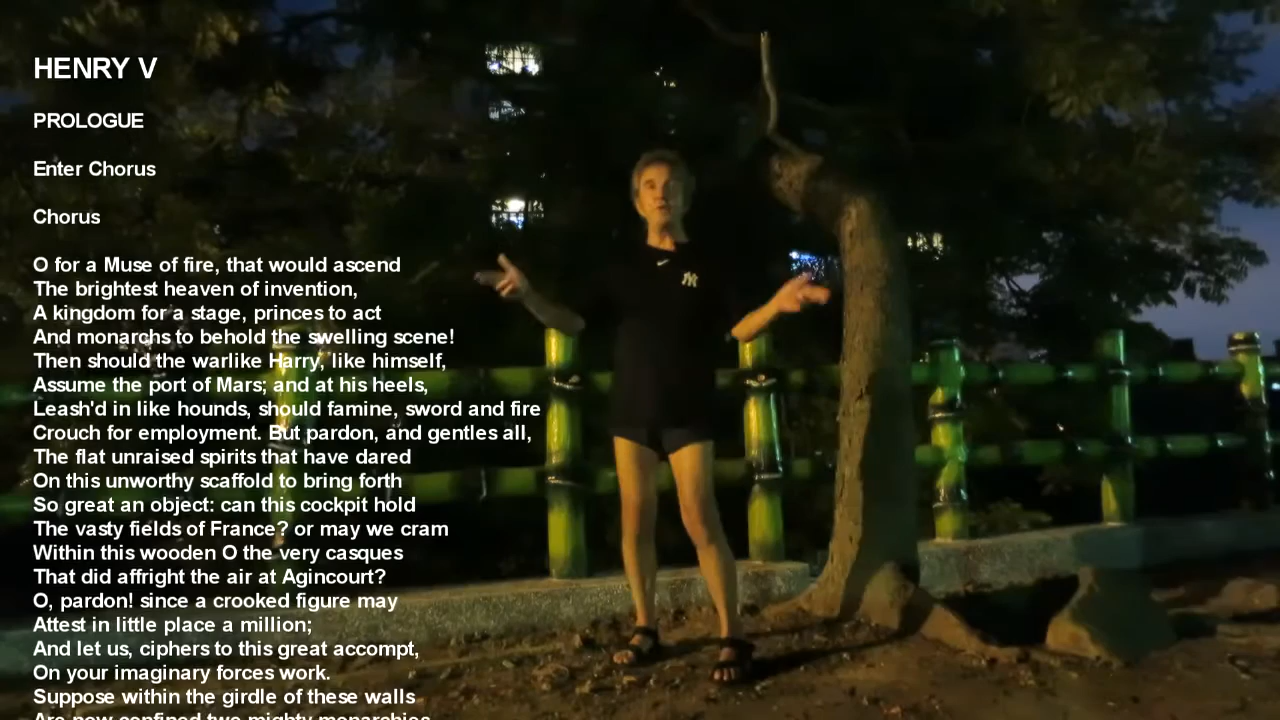 HENRY V
PROLOGUE
Enter Chorus
Chorus
O for a Muse of fire, that would ascend
The brightest heaven of invention,
A kingdom for a stage, princes to act
And monarchs to behold the swelling scene!
Then should the warlike Harry, like himself,
Assume the port of Mars; and at his heels,
Leash'd in like hounds, should famine, sword and fire
Crouch for employment. But pardon, and gentles all,
The flat unraised spirits that have dared
On this unworthy scaffold to bring forth
So great an object: can this cockpit hold
The vasty fields of France? or may we cram
Within this wooden O the very casques
That did affright the air at Agincourt?
O, pardon! since a crooked figure may
Attest in little place a million;
And let us, ciphers to this great accompt,
On your imaginary forces work.
Suppose within the girdle of these walls
Are now confined two mighty monarchies
NY